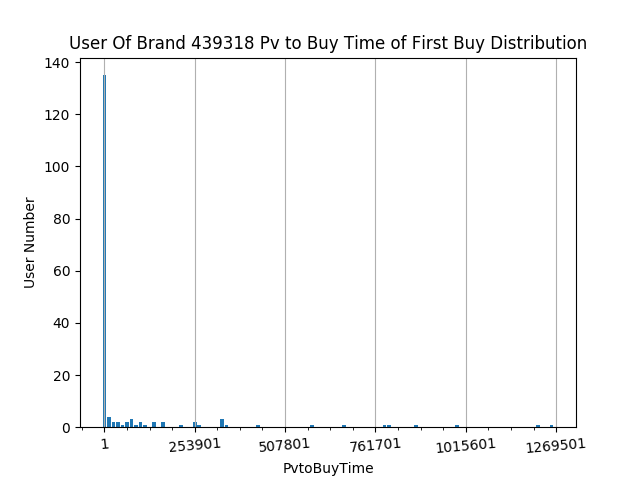 User Of Brand 439318 Pv to Buy Time of First Buy Distribution
140
120
100
80
60
40
20
0
User Number
1 253901 507801 761701 1015601 1269501
PvtoBuyTime